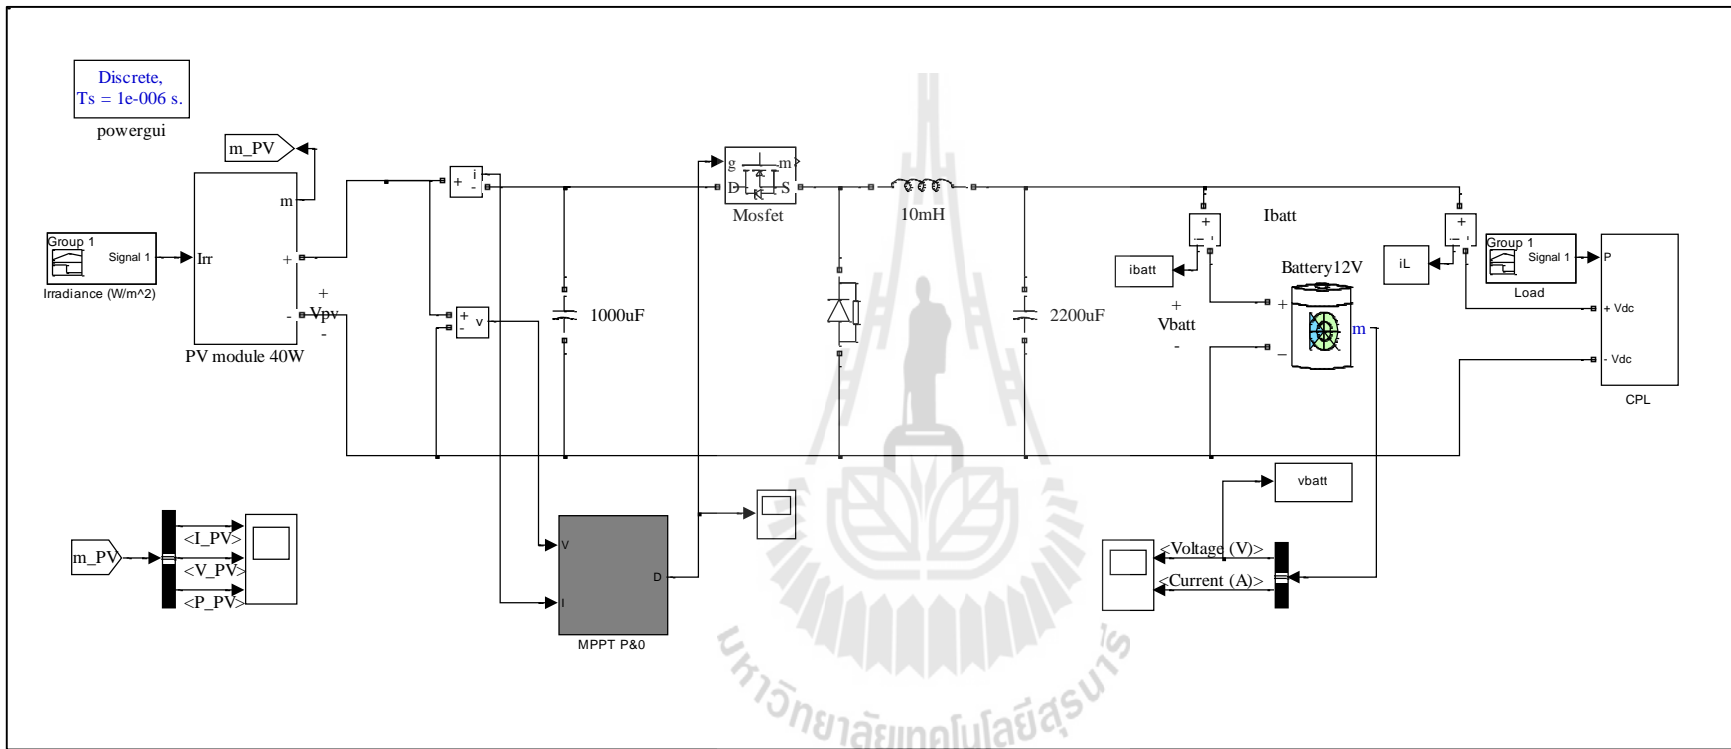 Discrete,
Ts = 1e-006 s.
powergui
m_PV
m
Group 1
Signal 1
Irradiance (W/m^2)
Irr
+
-
+
Vpv
-
PV module 40W
+
i
-
+
-
v
1000uF
g
m
D
S
Mosfet
10mH
2200uF
+
i
-
Ibatt
ibatt
+
Vbatt
-
Battery12V
+
m
_
+
i
-
iL
Group 1
Signal 1
Load
P
+ Vdc
- Vdc
CPL
m_PV
<I_PV>
<V_PV>
<P_PV>
V
I
D
MPPT P&0
vbatt
<Voltage (V)>
<Current (A)>
มหาวิทยาลัยเทคโนโลยีสุรนารี